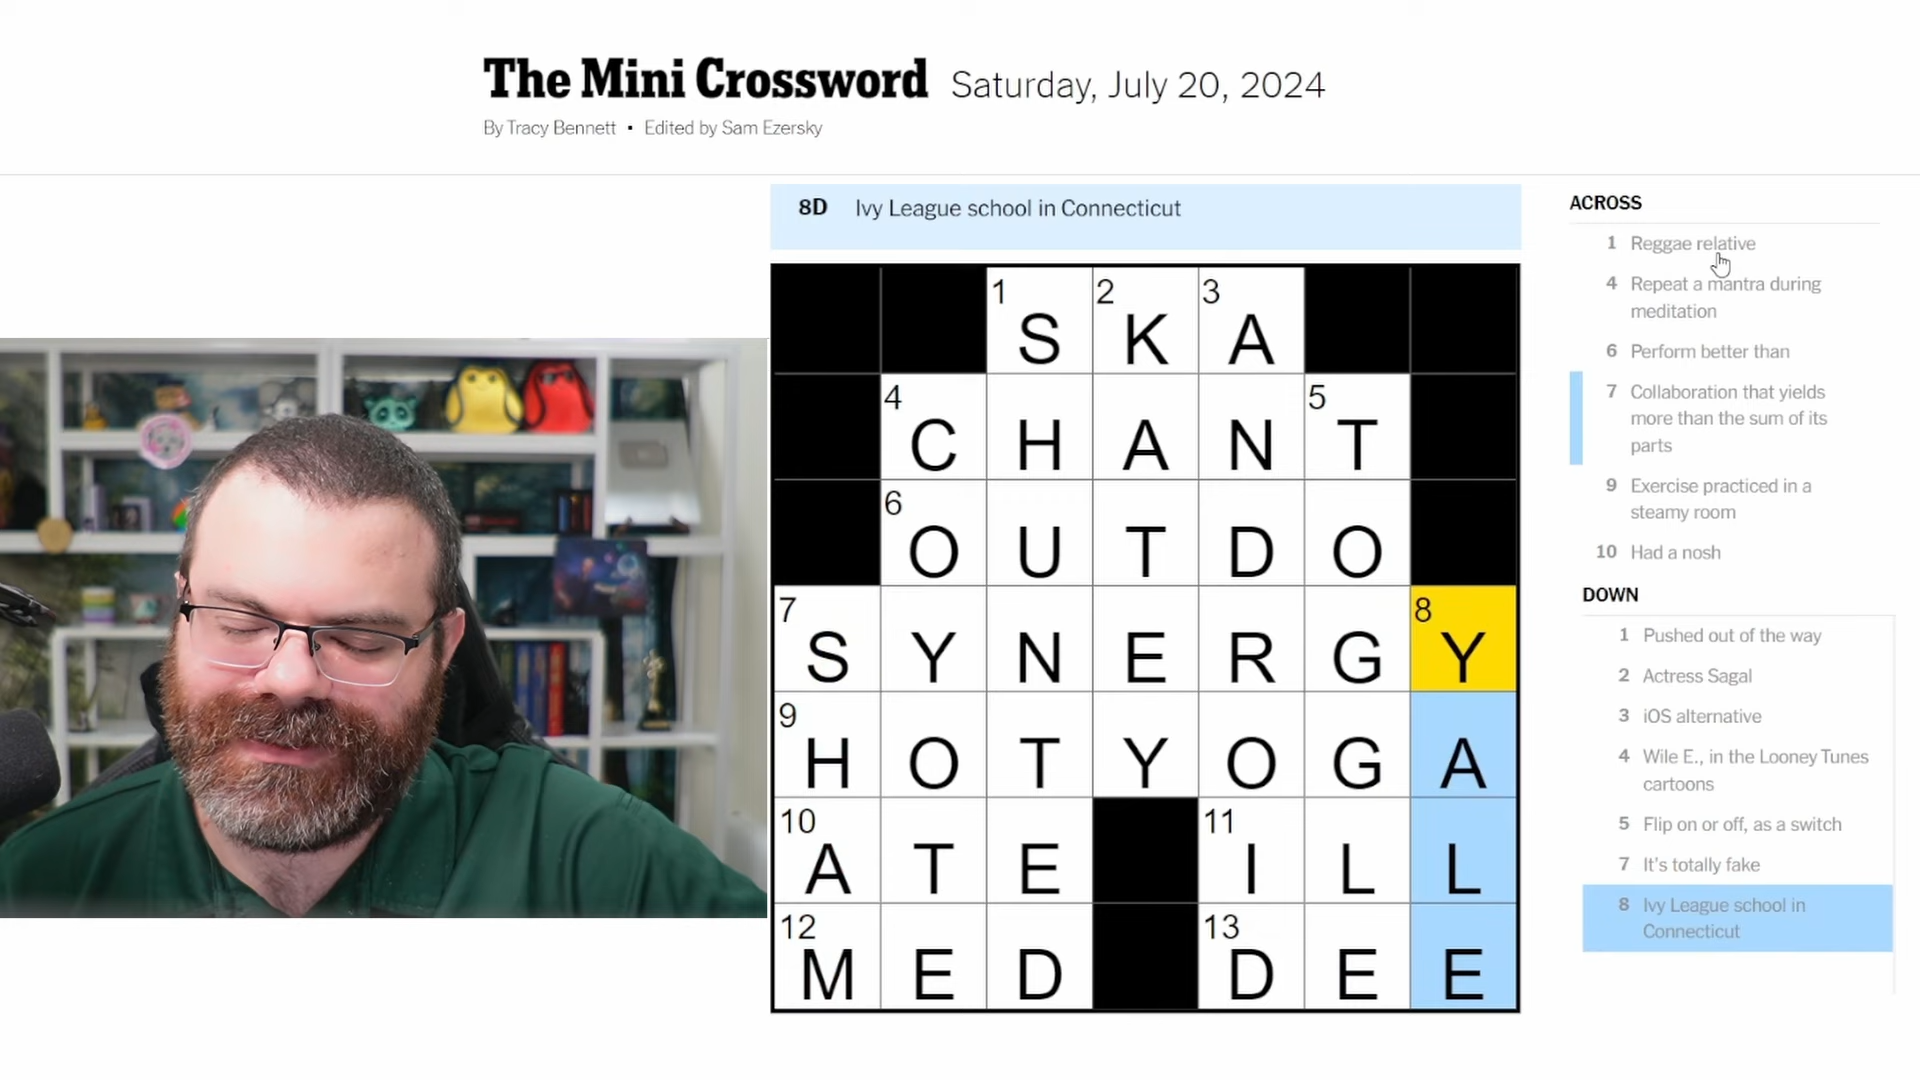 The Mini Crossword Saturday, July 20, 2024
By Tracy Bennett • Edited by Sam Ezersky
8D Ivy League school in Connecticut
1 S 2 K 3 A
4 C H A N 5 T
6 O U T D O
7 S Y N E R G 8 Y
9 H O T Y O G A
10 A T E 11 I L L
12 M E D 13 D E E
ACROSS
1 Reggae relative
4 Repeat a mantra during
meditation
6 Perform better than
7 Collaboration that yields
more than the sum of its
parts
9 Exercise practiced in a
steamy room
10 Had a nosh
DOWN
1 Pushed out of the way
2 Actress Sagal
3 iOS alternative
4 Wile E., in the Looney Tunes
cartoons
5 Flip on or off, as a switch
7 It's totally fake
8 Ivy League school in
Connecticut